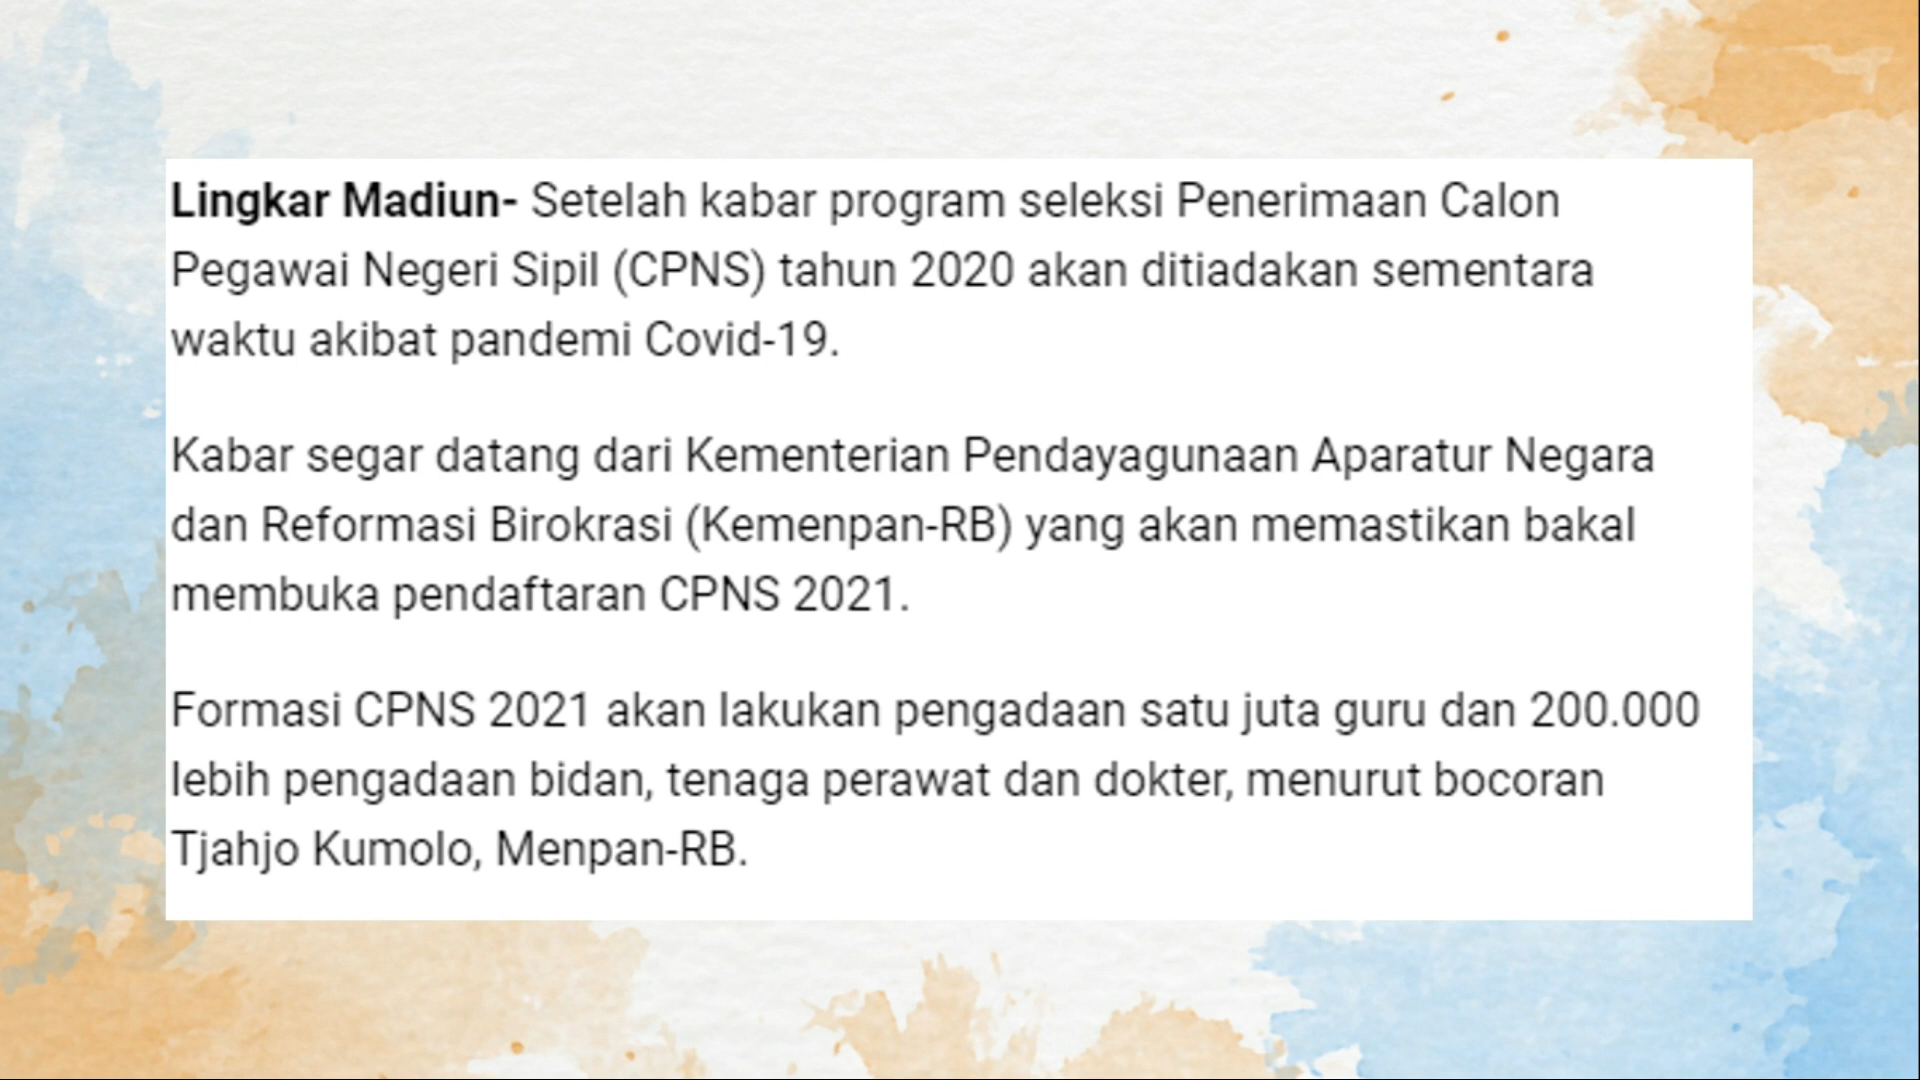 Lingkar Madiun- Setelah kabar program seleksi Penerimaan Calon
Pegawai Negeri Sipil (CPNS) tahun 2020 akan ditiadakan sementara
waktu akibat pandemi Covid-19.
Kabar segar datang dari Kementerian Pendayagunaan Aparatur Negara
dan Reformasi Birokrasi (Kemenpan-RB) yang akan memastikan bakal
membuka pendaftaran CPNS 2021.
Formasi CPNS 2021 akan lakukan pengadaan satu juta guru dan 200.000
lebih pengadaan bidan, tenaga perawat dan dokter, menurut bocoran
Tjahjo Kumolo, Menpan-RB.